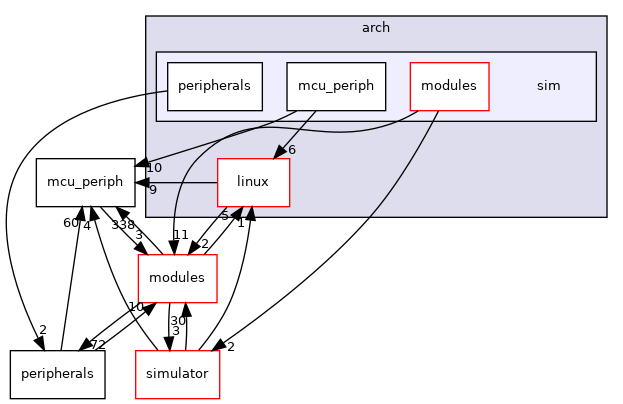 arch
peripherals
mcu_periph
modules
sim
6
10
mcu_periph
linux
9
60
4
338
3
11
5
2
1
modules
10
30
3
2
72
2
peripherals
simulator